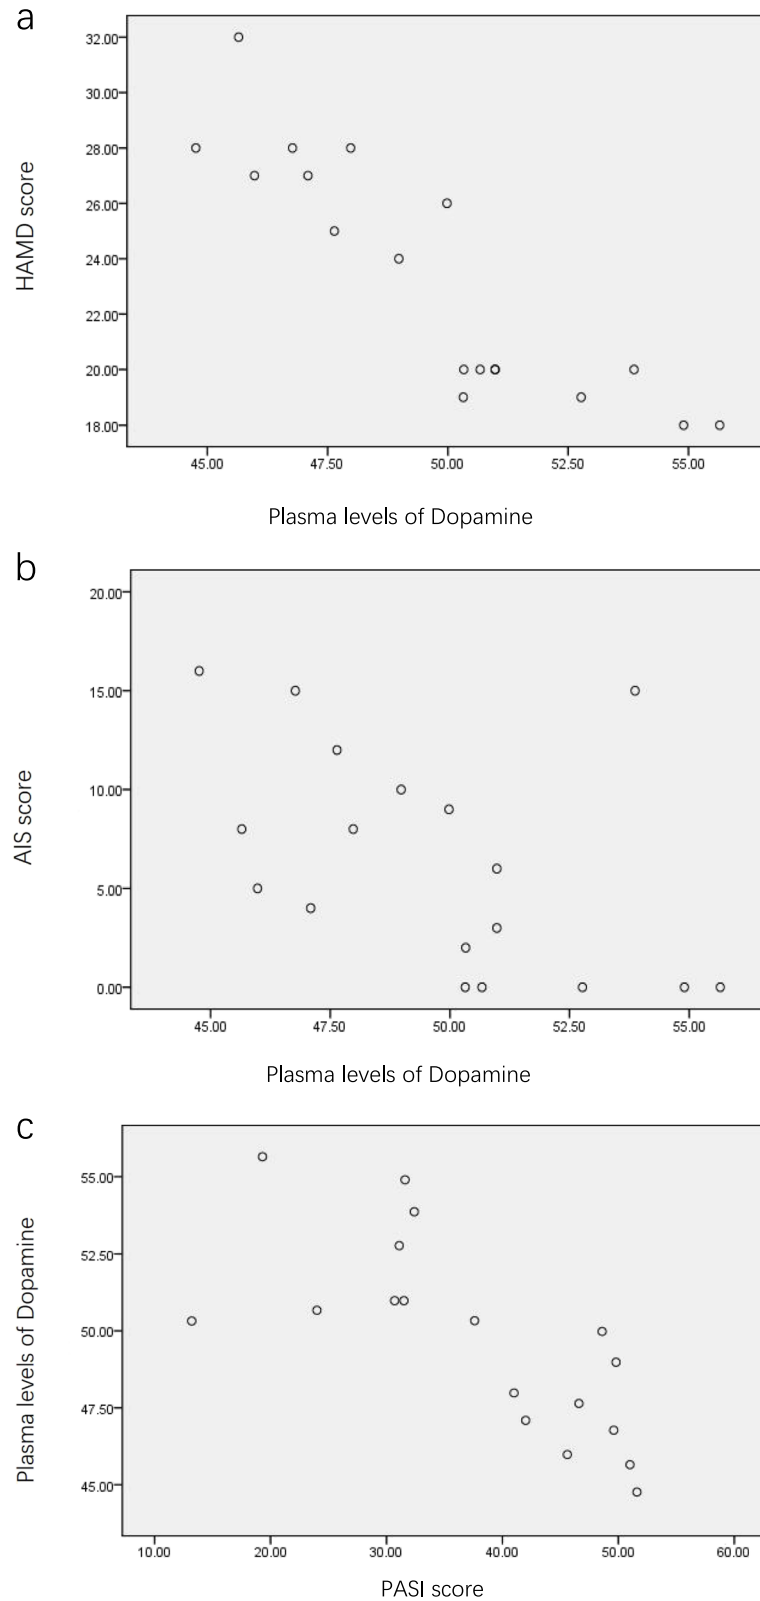 a
32.00
30.00
28.00
26.00
24.00
22.00
20.00
18.00
HAMD score
45.00 47.50 50.00 52.50 55.00
Plasma levels of Dopamine
b
20.00
15.00
10.00
5.00
0.00
AIS score
45.00 47.50 50.00 52.50 55.00
Plasma levels of Dopamine
c
55.00
52.50
50.00
47.50
45.00
Plasma levels of Dopamine
10.00 20.00 30.00 40.00 50.00 60.00
PASI score